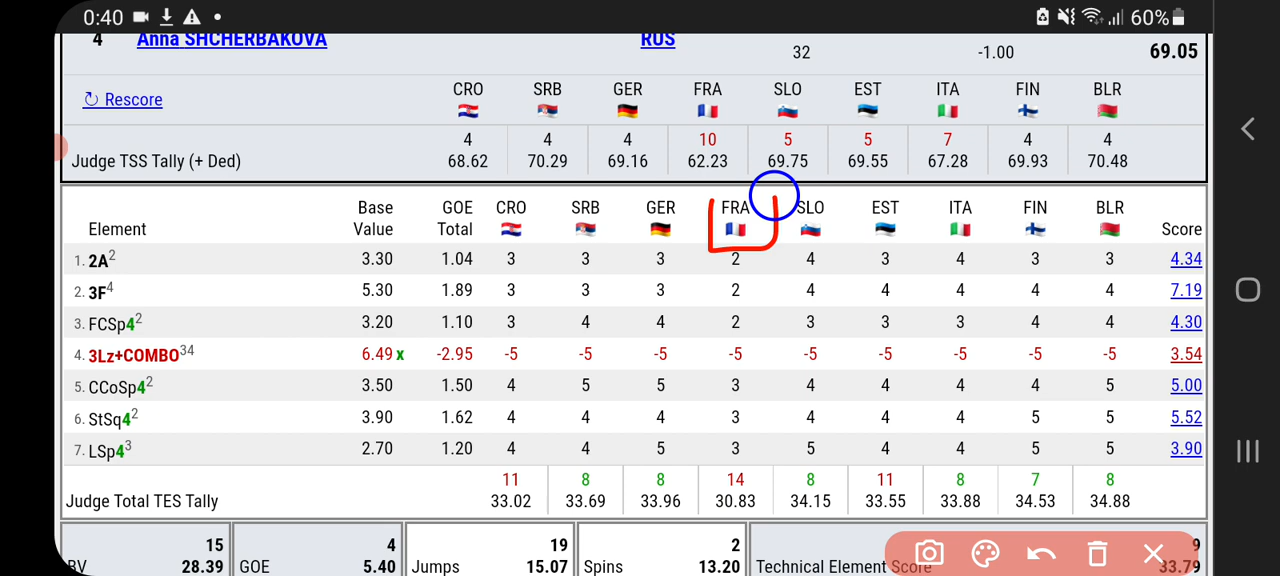 0:40 60%
4 Anna SHCHERBAKOVA RUS 32 -1.00 69.05
↻ Rescore CRO SRB GER FRA SLO EST ITA FIN BLR
4 4 4 10 5 5 7 4 4
Judge TSS Tally (+ Ded) 68.62 70.29 69.16 62.23 69.75 69.55 67.28 69.93 70.48
Element Base Value GOE Total CRO SRB GER FRA SLO EST ITA FIN BLR Score
1. 2A² 3.30 1.04 3 3 3 2 4 3 4 3 3 4.34
2. 3F⁴ 5.30 1.89 3 3 3 2 4 4 4 4 4 7.19
3. FCSp4² 3.20 1.10 3 4 4 2 3 3 3 4 4 4.30
4. 3Lz+COMBO³⁴ 6.49 x -2.95 -5 -5 -5 -5 -5 -5 -5 -5 -5 3.54
5. CCoSp4² 3.50 1.50 4 5 5 3 4 4 4 4 5 5.00
6. StSq4² 3.90 1.62 4 4 4 3 4 4 4 5 5 5.52
7. LSp4³ 2.70 1.20 4 4 5 3 5 4 4 5 5 3.90
11 8 8 14 8 11 8 7 8
Judge Total TES Tally 33.02 33.69 33.96 30.83 34.15 33.55 33.88 34.53 34.88
15 4 19 2 9
BV 28.39 GOE 5.40 Jumps 15.07 Spins 13.20 Technical Element Score 33.79